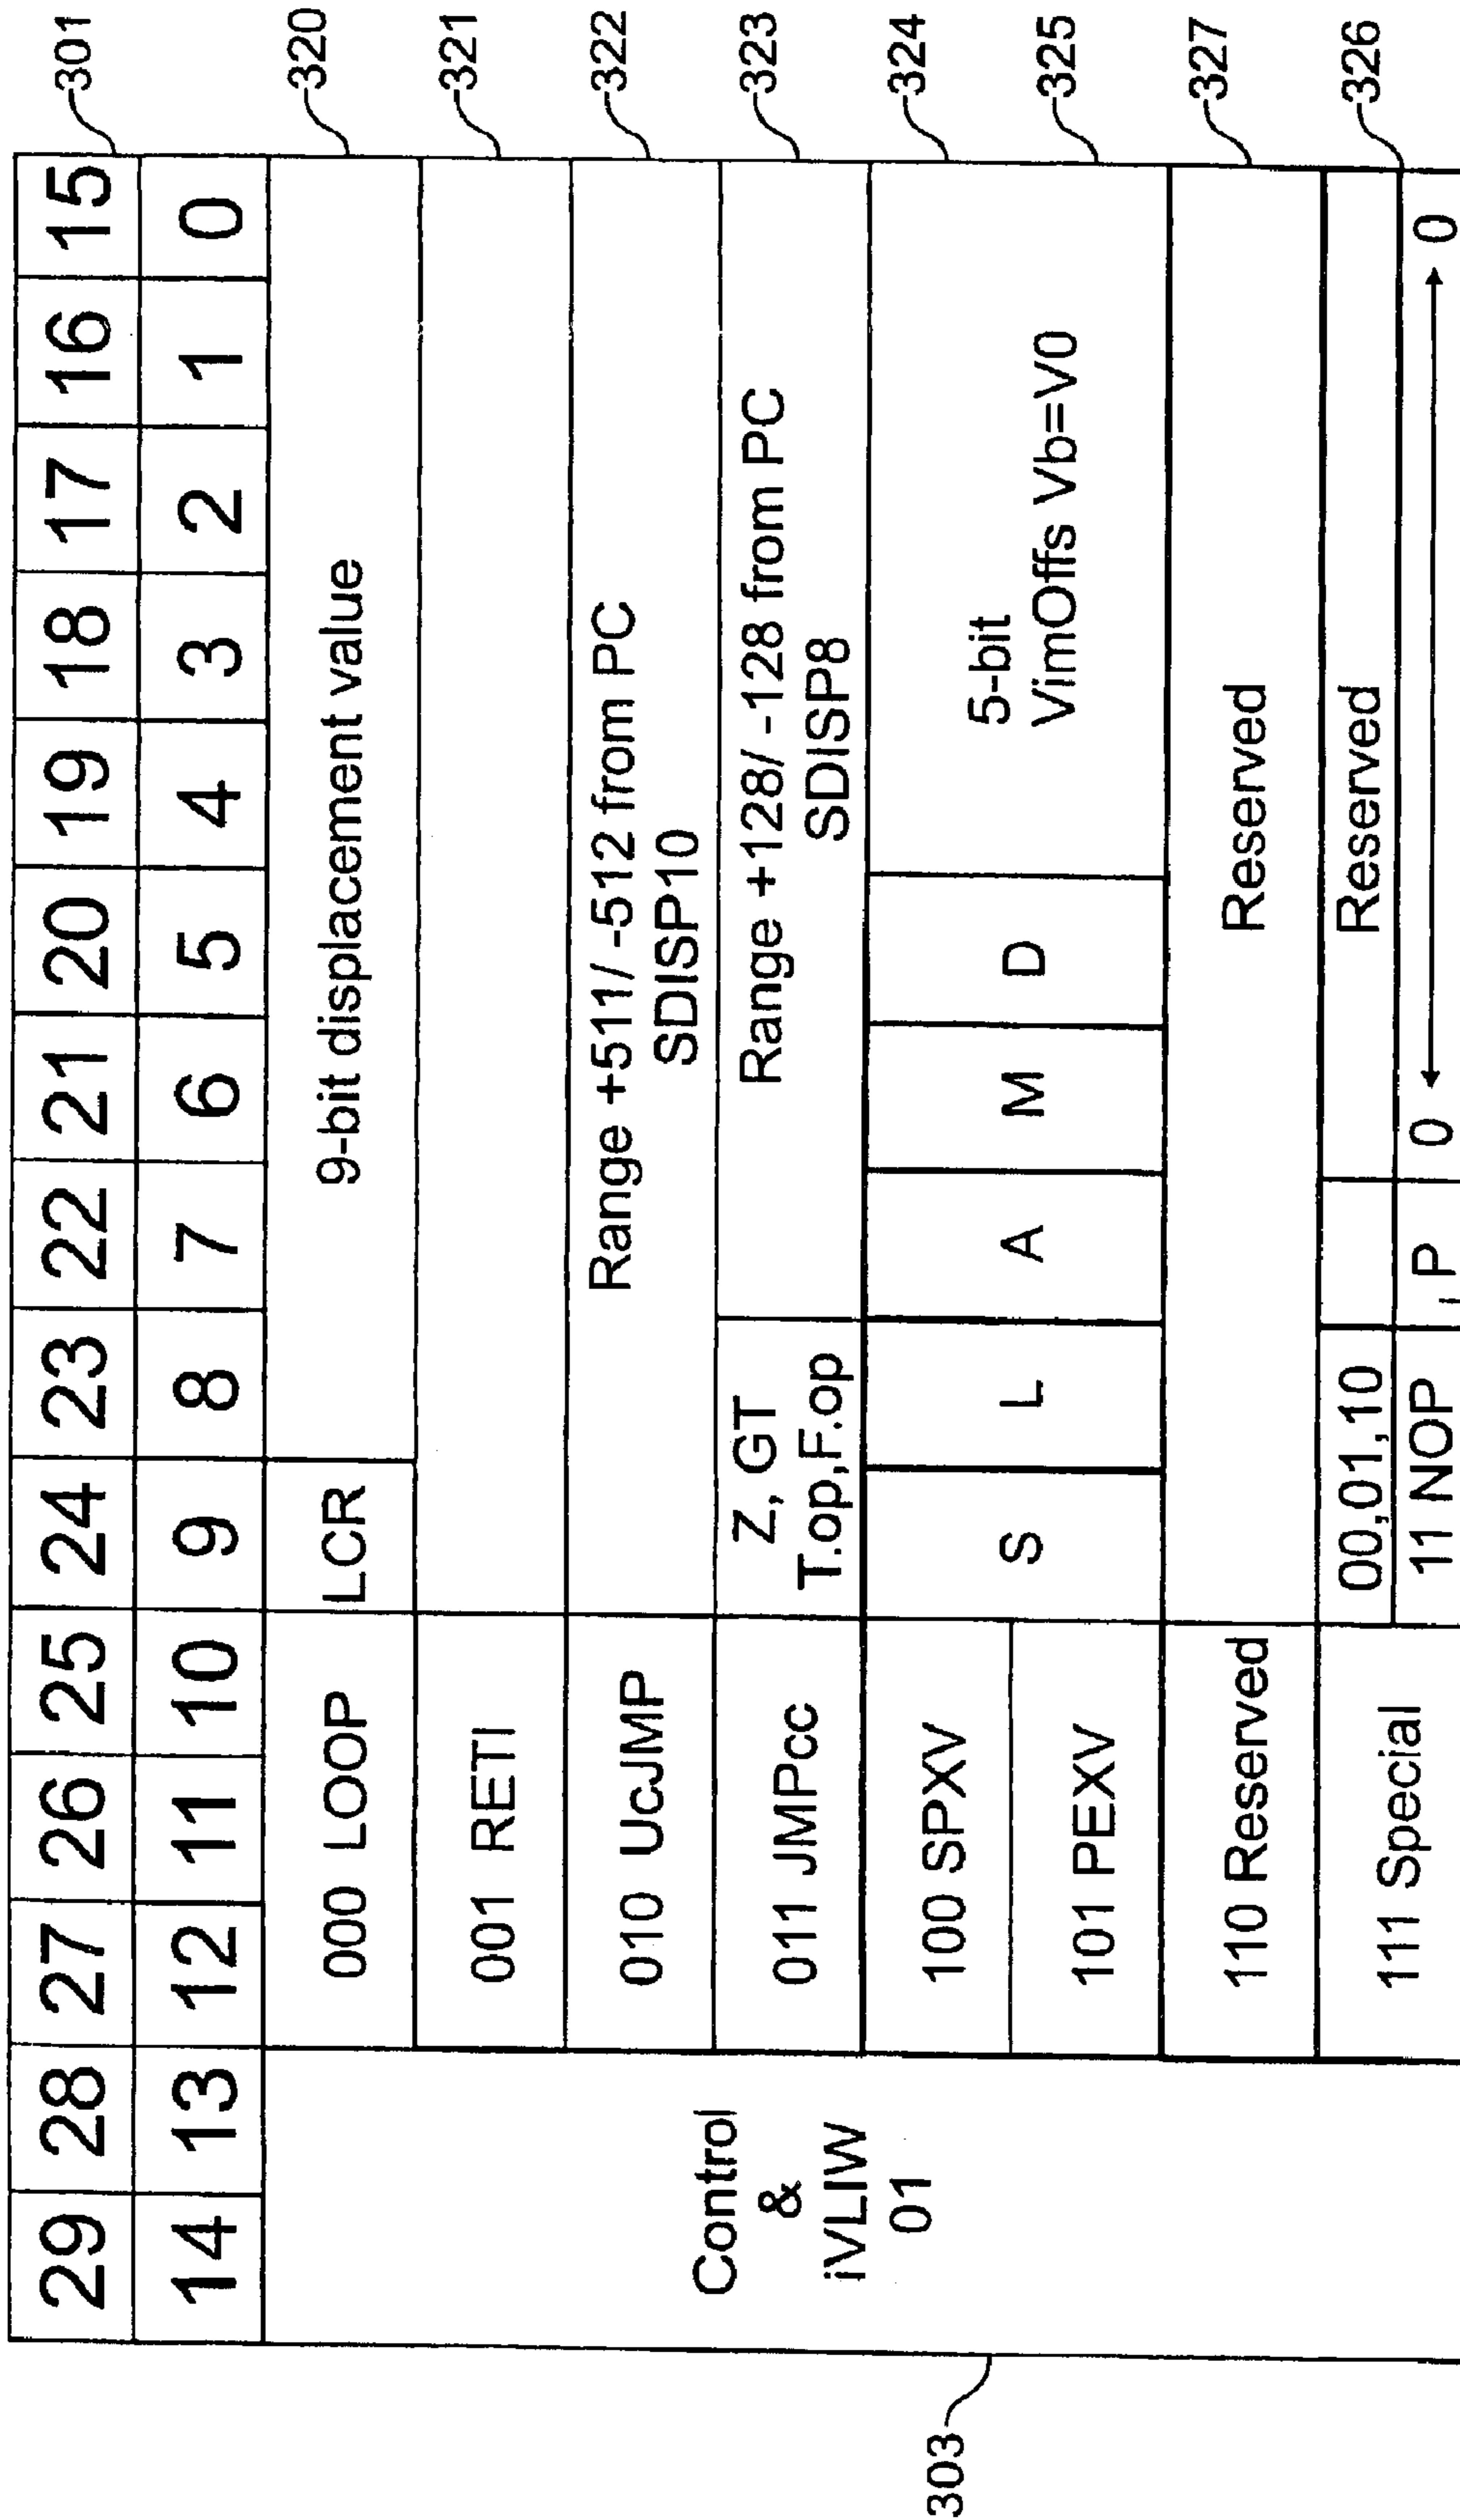 29 28 27 26 25 24 23 22 21 20 19 18 17 16 15 301
14 13 12 11 10 9 8 7 6 5 4 3 2 1 0
000 LOOP LCR 9-bit displacement value 320
001 RETI 321
010 UcJMP Range +511/-512 from PC 322
SDISP10
011 JMPcc Z, GT Range +128/-128 from PC 323
T.op,F.op SDISP8
Control
&
iVLIW
01
303
100 SPXV S L A M D 5-bit 324
101 PEXV VimOffs Vb=V0 325
110 Reserved Reserved 327
111 Special 00,01,10 Reserved 326
11 NOP P 0 0